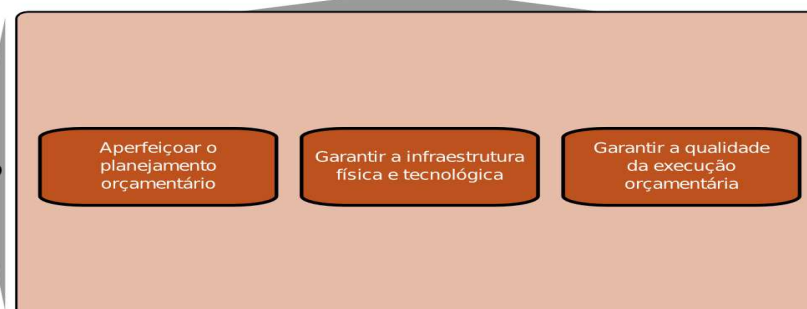 Aperfeiçoar o
planejamento
orçamentário
Garantir a infraestrutura
física e tecnológica
Garantir a qualidade
da execução
orçamentária